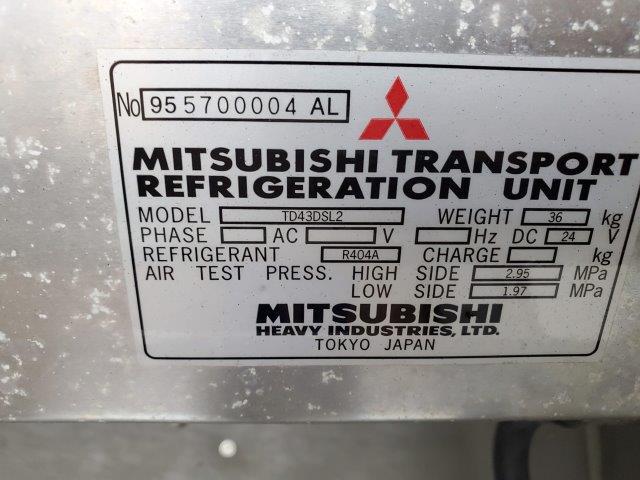 No 955700004 AL
MITSUBISHI TRANSPORT
REFRIGERATION UNIT
MODEL TD43DSL2 WEIGHT 36 kg
PHASE AC V Hz DC 24 V
REFRIGERANT R404A CHARGE kg
AIR TEST PRESS. HIGH SIDE 2.95 MPa
LOW SIDE 1.97 MPa
MITSUBISHI
HEAVY INDUSTRIES, LTD.
TOKYO JAPAN